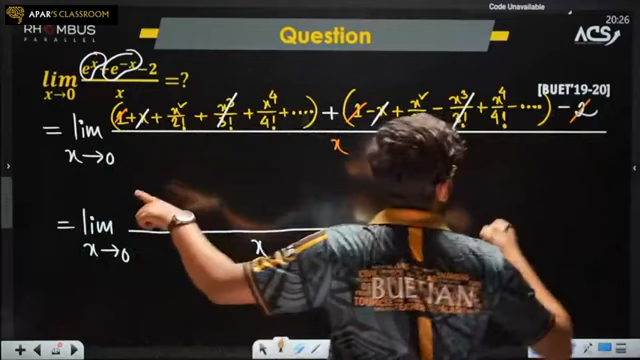 APAR'S CLASSROOM
Code Unavailable
RHOMBUS
PARALLEL
Question
20:26
ACS
lim x→0 (e^x + e^-x - 2)/x = ?
[BUET'19-20]
= lim x→0 ((1 + x + x²/2! + x³/3! + x⁴/4! + ....) + (1 - x + x²/2! - x³/3! + x⁴/4! - ....) - 2)/x
= lim x→0 /x
BUETIAN